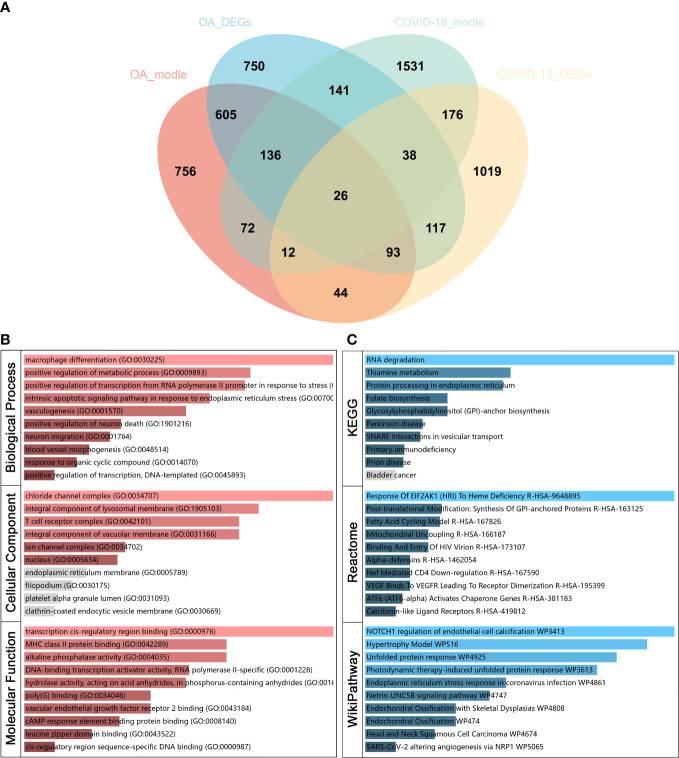 A
OA_DEGs
COVID-19_modle
OA_modle
COVID-19_DEGs
750
1531
605
141
176
756
136
38
1019
26
72
117
12
93
44
B
Biological Process
macrophage differentiation (GO:0030225)
positive regulation of metabolic process (GO:0009893)
positive regulation of transcription from RNA polymerase II promoter in response to stress (
intrinsic apoptotic signaling pathway in response to endoplasmic reticulum stress (GO:0070
vasculogenesis (GO:0001570)
positive regulation of neuron death (GO:1901216)
neuron migration (GO:0001764)
blood vessel morphogenesis (GO:0048514)
response to organic cyclic compound (GO:0014070)
positive regulation of transcription, DNA-templated (GO:0045893)
Cellular Component
chloride channel complex (GO:0034707)
integral component of lysosomal membrane (GO:1905103)
T cell receptor complex (GO:0042101)
integral component of vacuolar membrane (GO:0031166)
ion channel complex (GO:0034702)
nucleus (GO:0005634)
endoplasmic reticulum membrane (GO:0005789)
filopodium (GO:0030175)
platelet alpha granule lumen (GO:0031093)
clathrin-coated endocytic vesicle membrane (GO:0030669)
Molecular Function
transcription cis-regulatory region binding (GO:0000976)
MHC class II protein binding (GO:0042289)
alkaline phosphatase activity (GO:0004035)
DNA-binding transcription activator activity, RNA polymerase II-specific (GO:0001228)
hydrolase activity, acting on acid anhydrides, in phosphorus-containing anhydrides (GO:001
poly(G) binding (GO:0034046)
vascular endothelial growth factor receptor 2 binding (GO:0043184)
cAMP response element binding protein binding (GO:0008140)
leucine zipper domain binding (GO:0043522)
cis-regulatory region sequence-specific DNA binding (GO:0000987)
C
KEGG
RNA degradation
Thiamine metabolism
Protein processing in endoplasmic reticulum
Folate biosynthesis
Glycosylphosphatidylinositol (GPI)-anchor biosynthesis
Parkinson disease
SNARE interactions in vesicular transport
Primary immunodeficiency
Prion disease
Bladder cancer
Reactome
Response Of EIF2AK1 (HRI) To Heme Deficiency R-HSA-9648895
Post-translational Modification: Synthesis Of GPI-anchored Proteins R-HSA-163125
Fatty Acid Cycling Model R-HSA-167826
Mitochondrial Uncoupling R-HSA-166187
Binding And Entry Of HIV Virion R-HSA-173107
Alpha-defensins R-HSA-1462054
Nef Mediated CD4 Down-regulation R-HSA-167590
VEGF Binds To VEGFR Leading To Receptor Dimerization R-HSA-195399
ATF6 (ATF6-alpha) Activates Chaperone Genes R-HSA-381183
Calcitonin-like Ligand Receptors R-HSA-419812
WikiPathway
NOTCH1 regulation of endothelial cell calcification WP3413
Hypertrophy Model WP516
Unfolded protein response WP4925
Photodynamic therapy-induced unfolded protein response WP3613
Endoplasmic reticulum stress response in coronavirus infection WP4861
Netrin-UNC5B signaling pathway WP4747
Endochondral Ossification with Skeletal Dysplasias WP4808
Endochondral Ossification WP474
Head and Neck Squamous Cell Carcinoma WP4674
SARS-CoV-2 altering angiogenesis via NRP1 WP5065